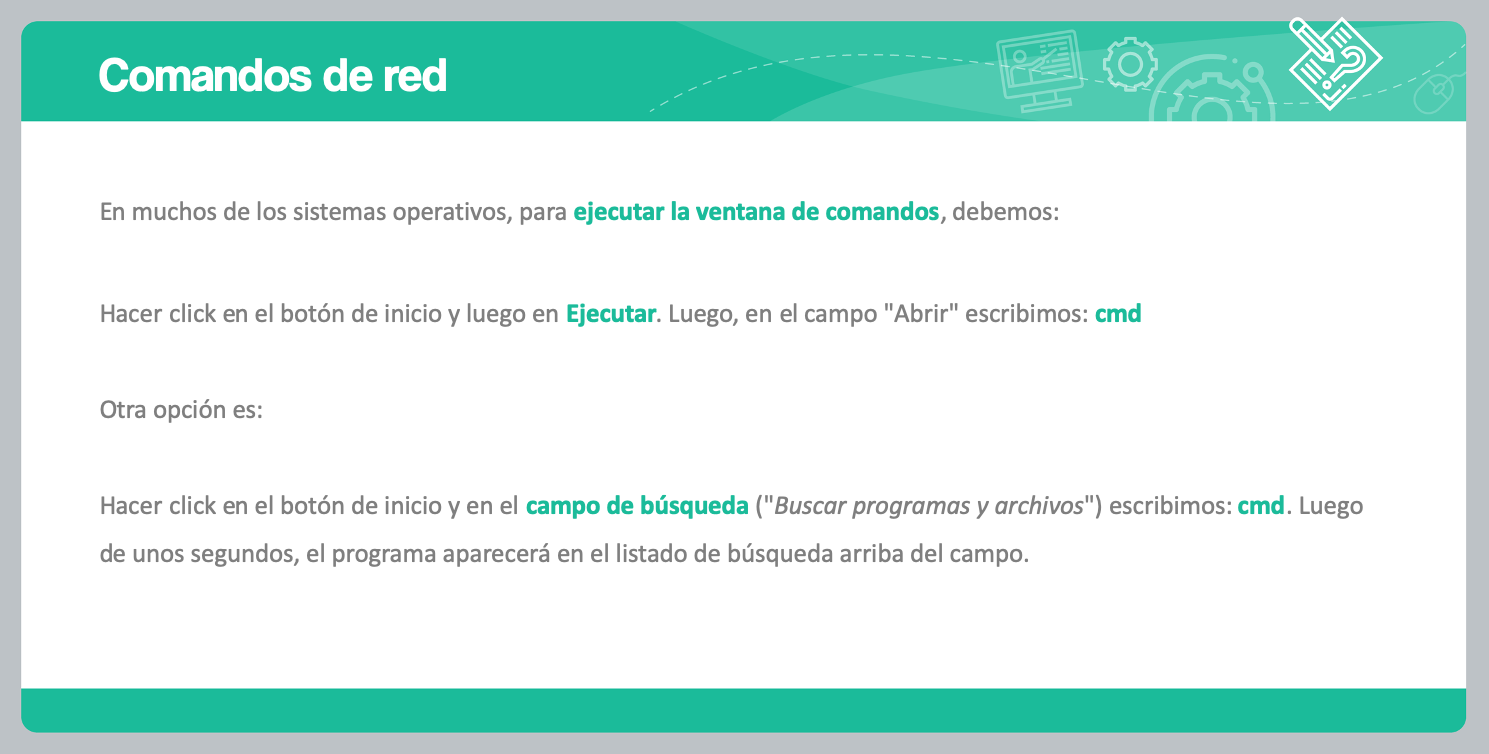 Comandos de red
En muchos de los sistemas operativos, para ejecutar la ventana de comandos, debemos:
Hacer click en el botón de inicio y luego en Ejecutar. Luego, en el campo "Abrir" escribimos: cmd
Otra opción es:
Hacer click en el botón de inicio y en el campo de búsqueda ("Buscar programas y archivos") escribimos: cmd. Luego
de unos segundos, el programa aparecerá en el listado de búsqueda arriba del campo.